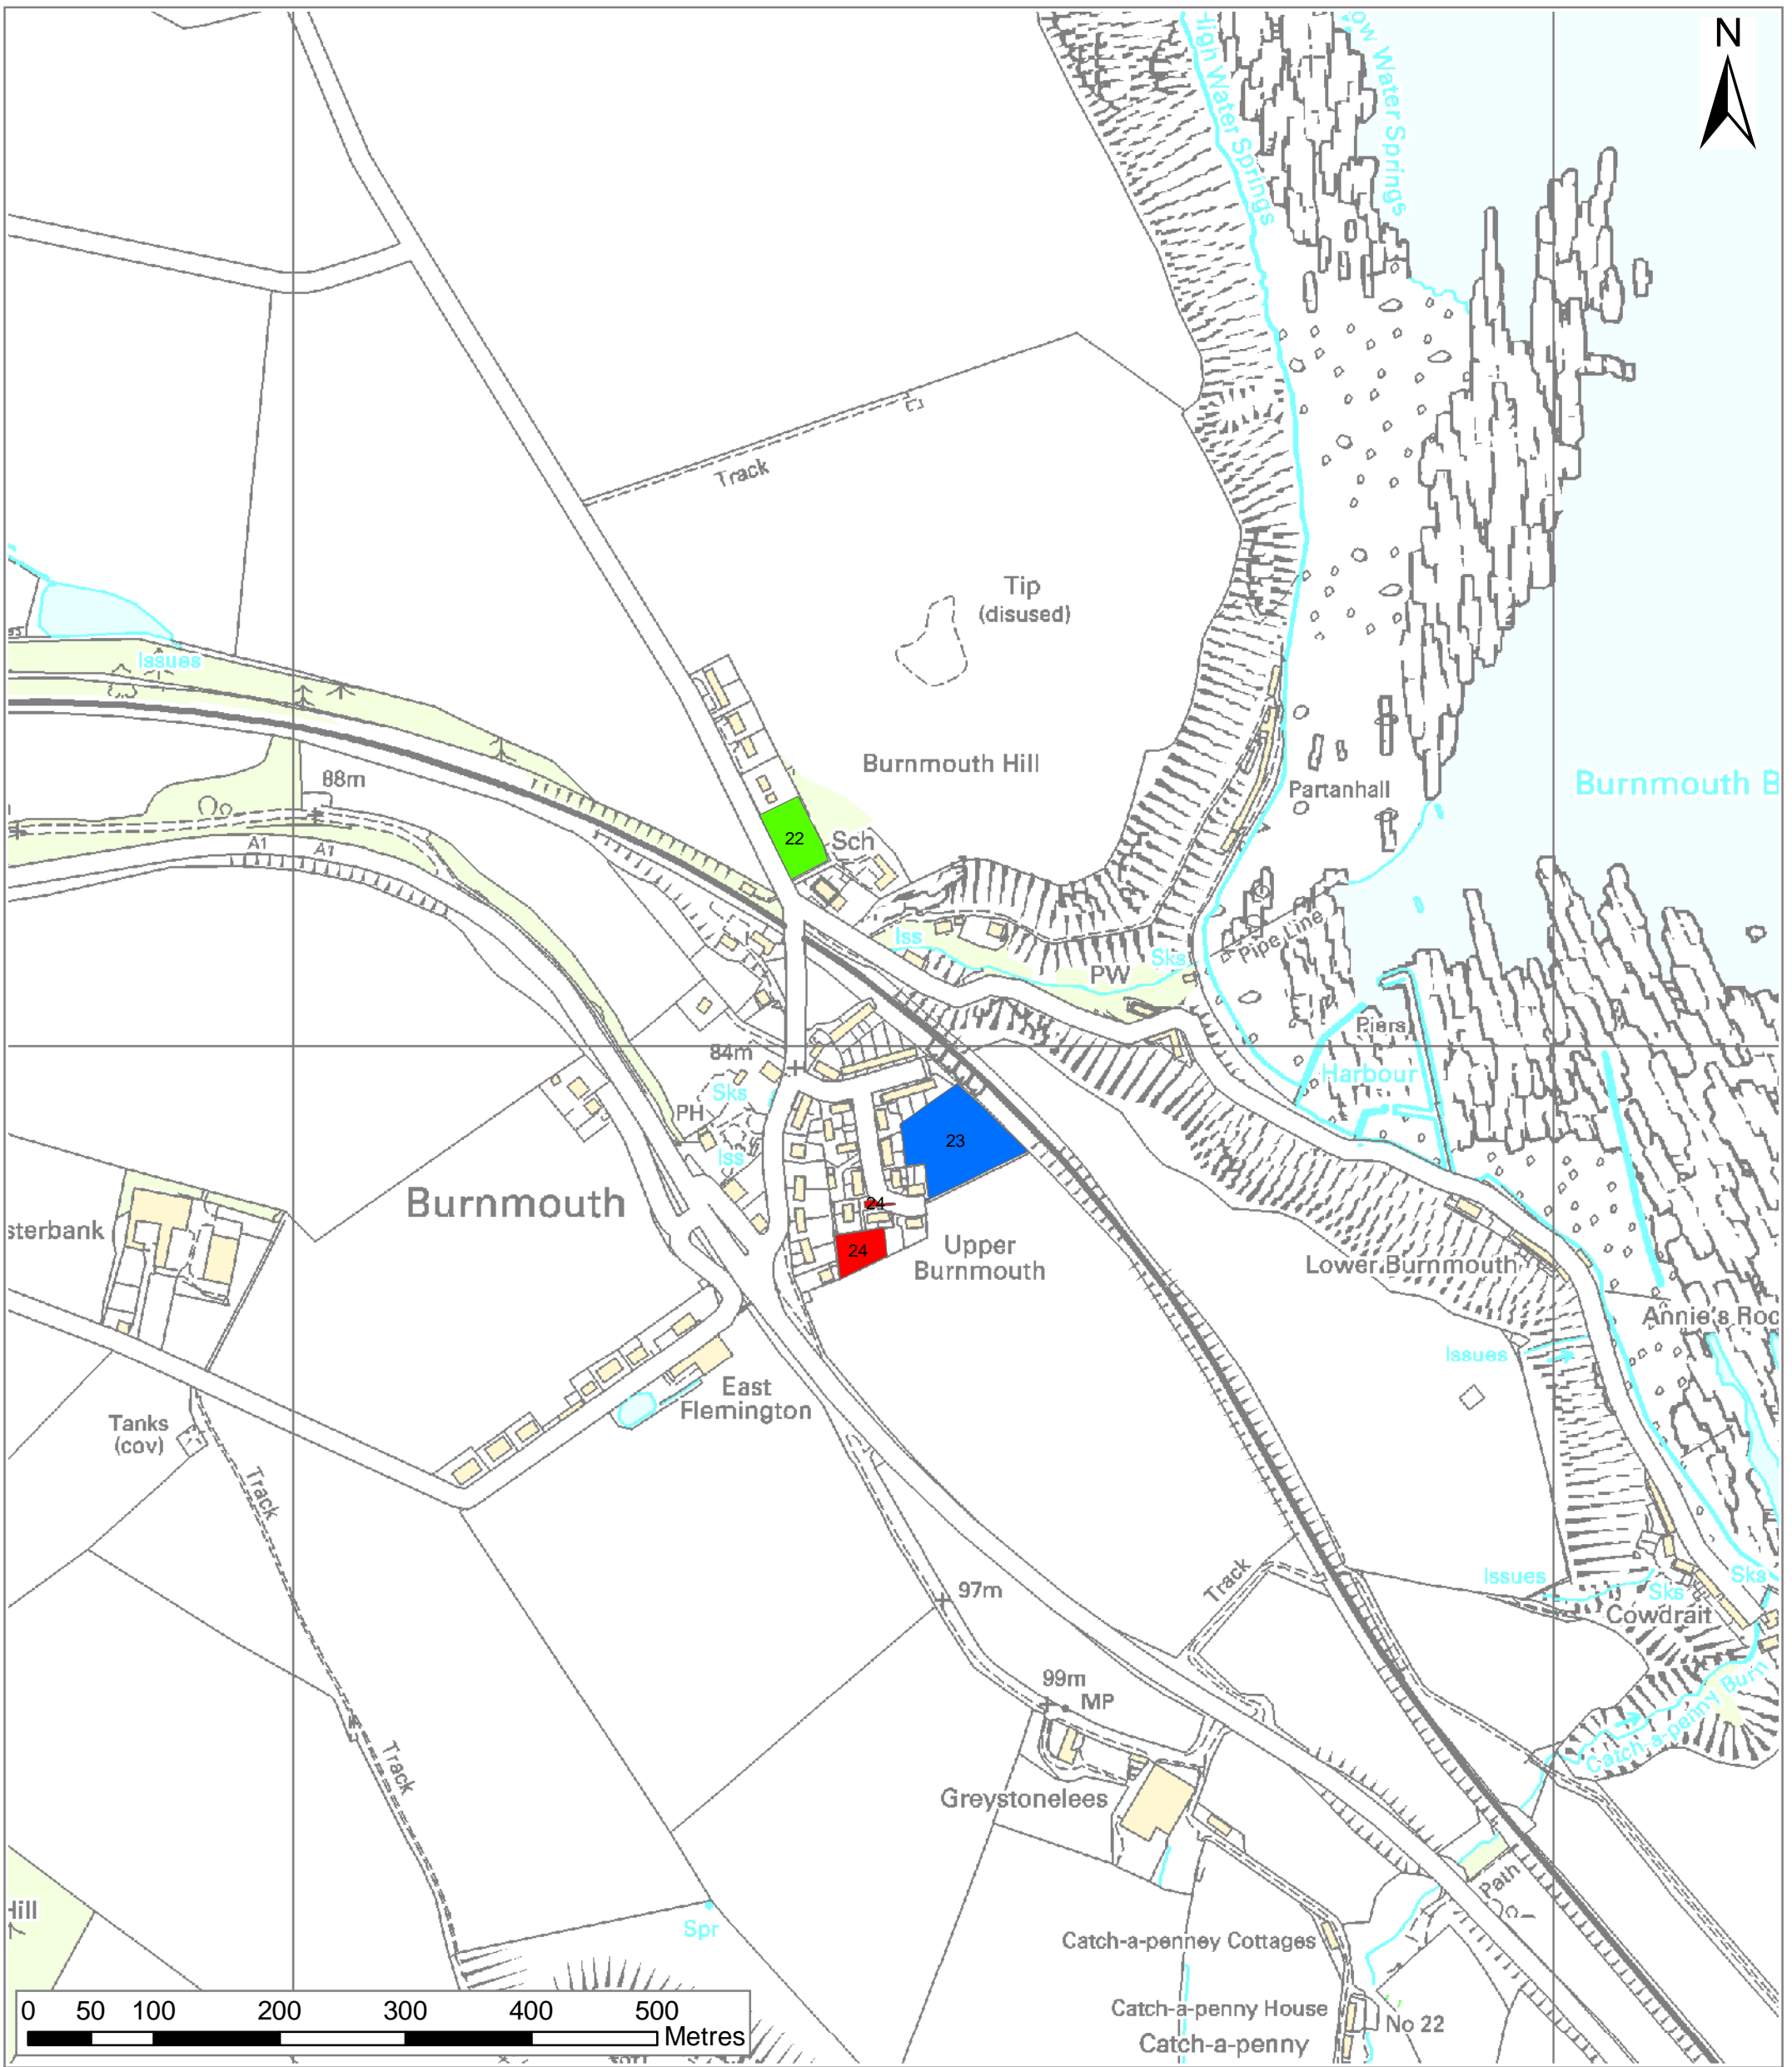 N
High Water Springs
ow Water Springs
Track
Tip
(disused)
Issues
Burnmouth Hill
88m
Partanhall
Burnmouth B
A1
A1
22
Sch
Iss
Pipe Line
Sks
PW
Piers
84m
Harbour
Sks
PH
23
Iss
Burnmouth
24
sterbank
24
Upper
Burnmouth
Lower Burnmouth
Annie's Roc
Issues
East
Flemington
Tanks
(cov)
Track
Track
97m
Issues
Sks
Sks
Cowdrait
99m
MP
Catch-a-penny Burn
Track
Greystonelees
Path
Hill
Spr
Catch-a-penney Cottages
Catch-a-penny House
No 22
Catch-a-penny
0 50 100 200 300 400 500
Metres